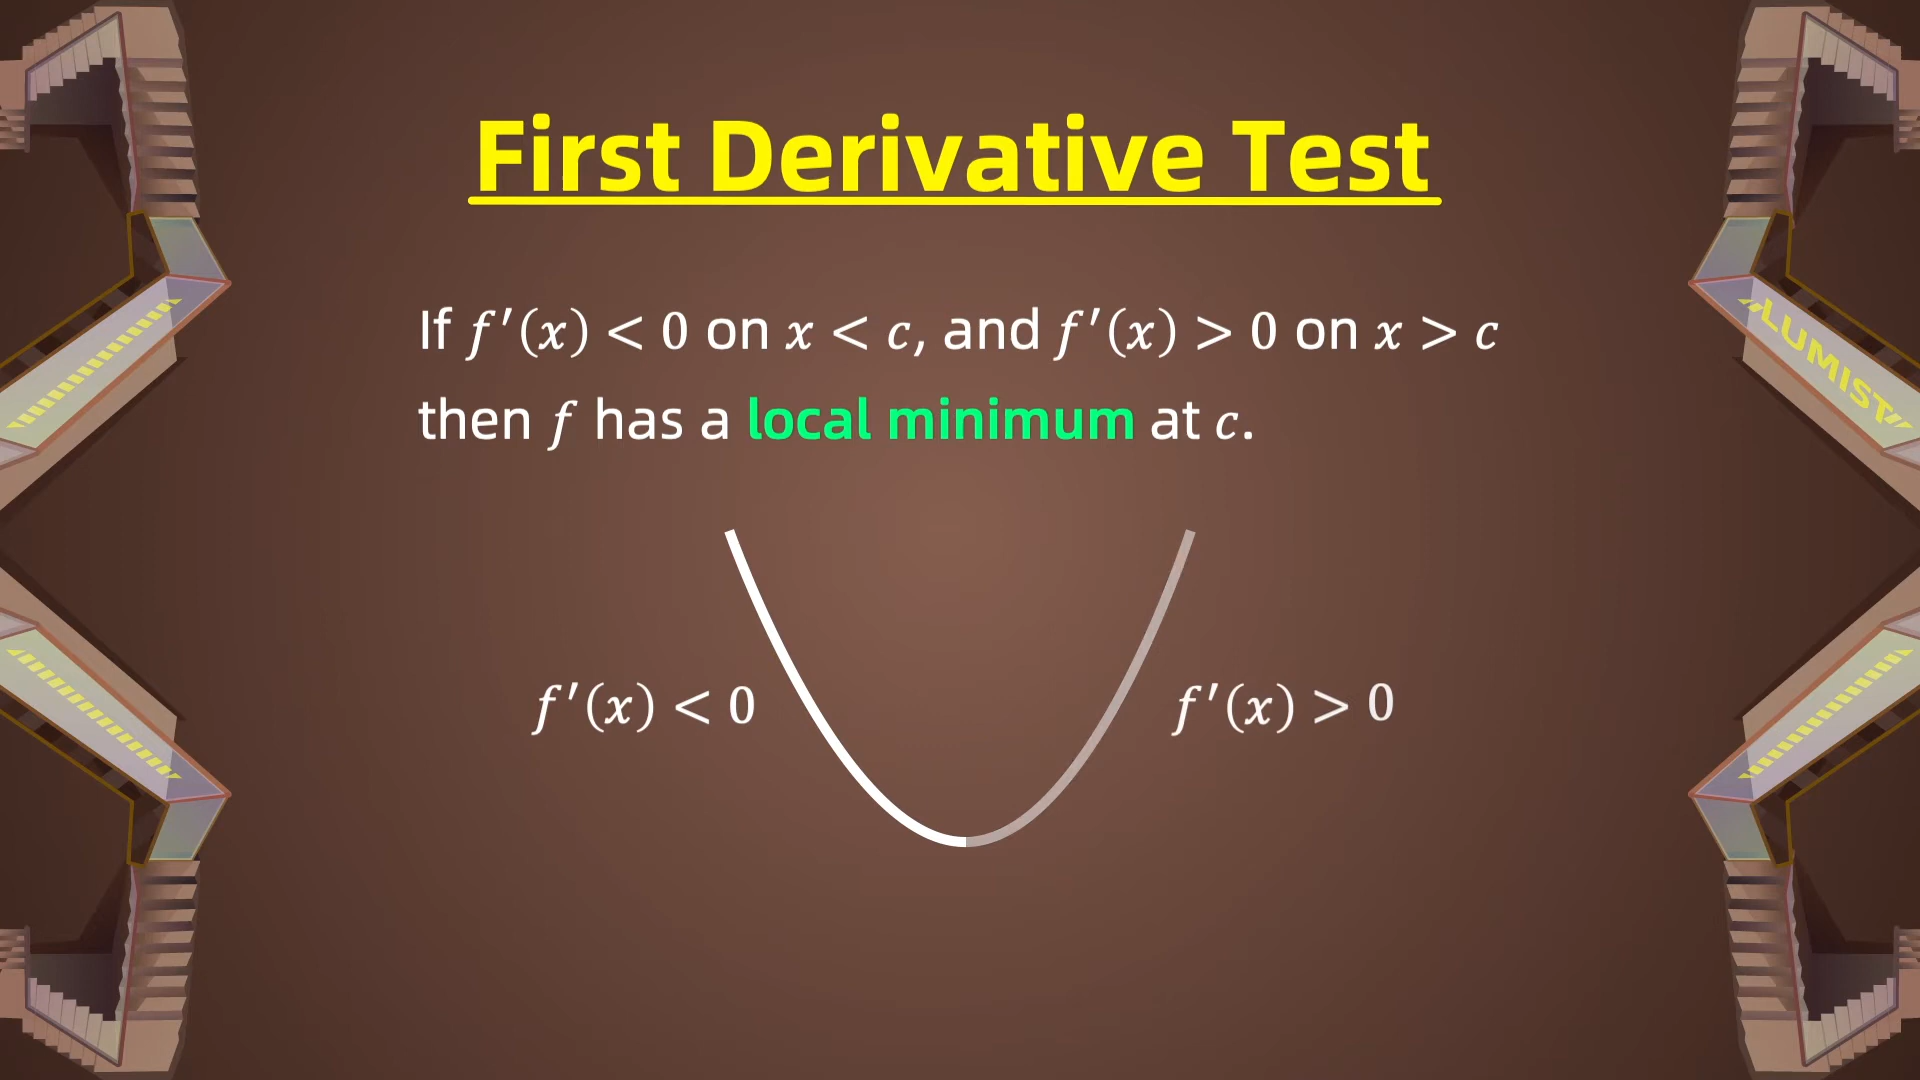 First Derivative Test
If f′(x) < 0 on x < c, and f′(x) > 0 on x > c
then f has a local minimum at c.
f′(x) < 0
f′(x) > 0
LUMIST